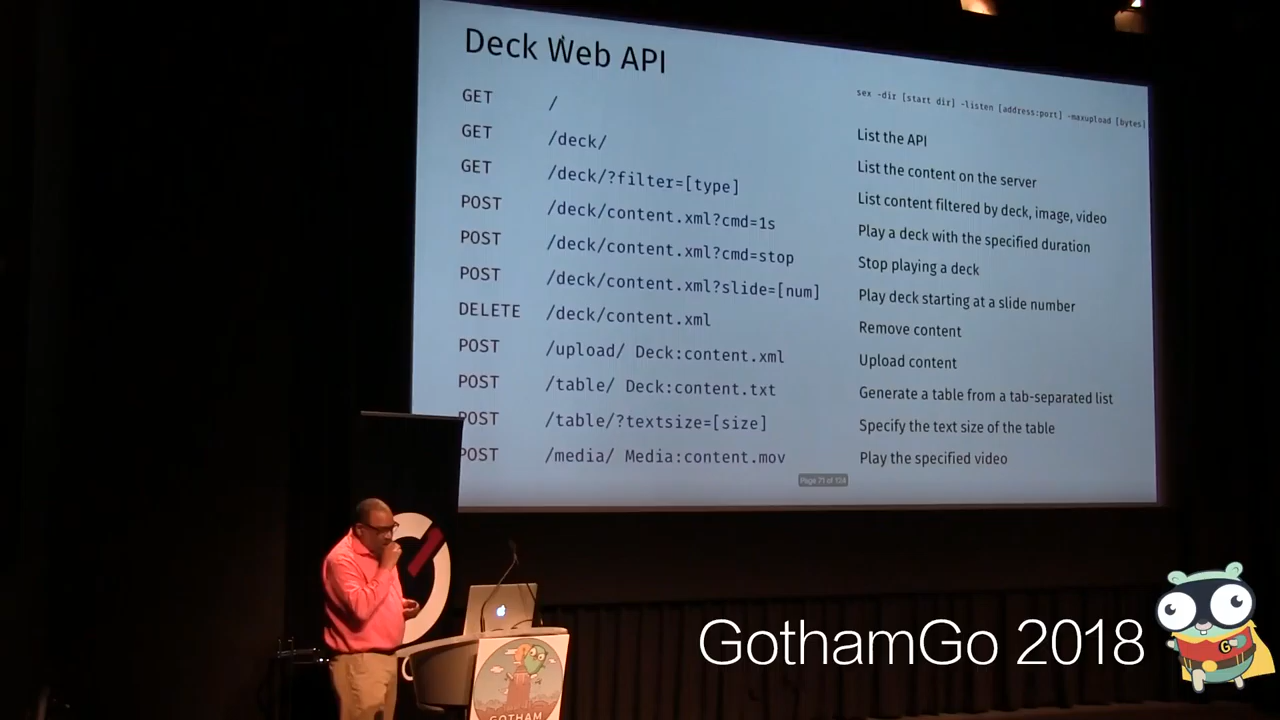 Deck Web API
sex -dir [start dir] -listen [address:port] -maxupload [bytes]
GET / List the API
GET /deck/ List the content on the server
GET /deck/?filter=[type] List content filtered by deck, image, video
POST /deck/content.xml?cmd=1s Play a deck with the specified duration
POST /deck/content.xml?cmd=stop Stop playing a deck
POST /deck/content.xml?slide=[num] Play deck starting at a slide number
DELETE /deck/content.xml Remove content
POST /upload/ Deck:content.xml Upload content
POST /table/ Deck:content.txt Generate a table from a tab-separated list
POST /table/?textsize=[size] Specify the text size of the table
POST /media/ Media:content.mov Play the specified video
Page 71 of 124
GothamGo 2018
G
GOTHAM